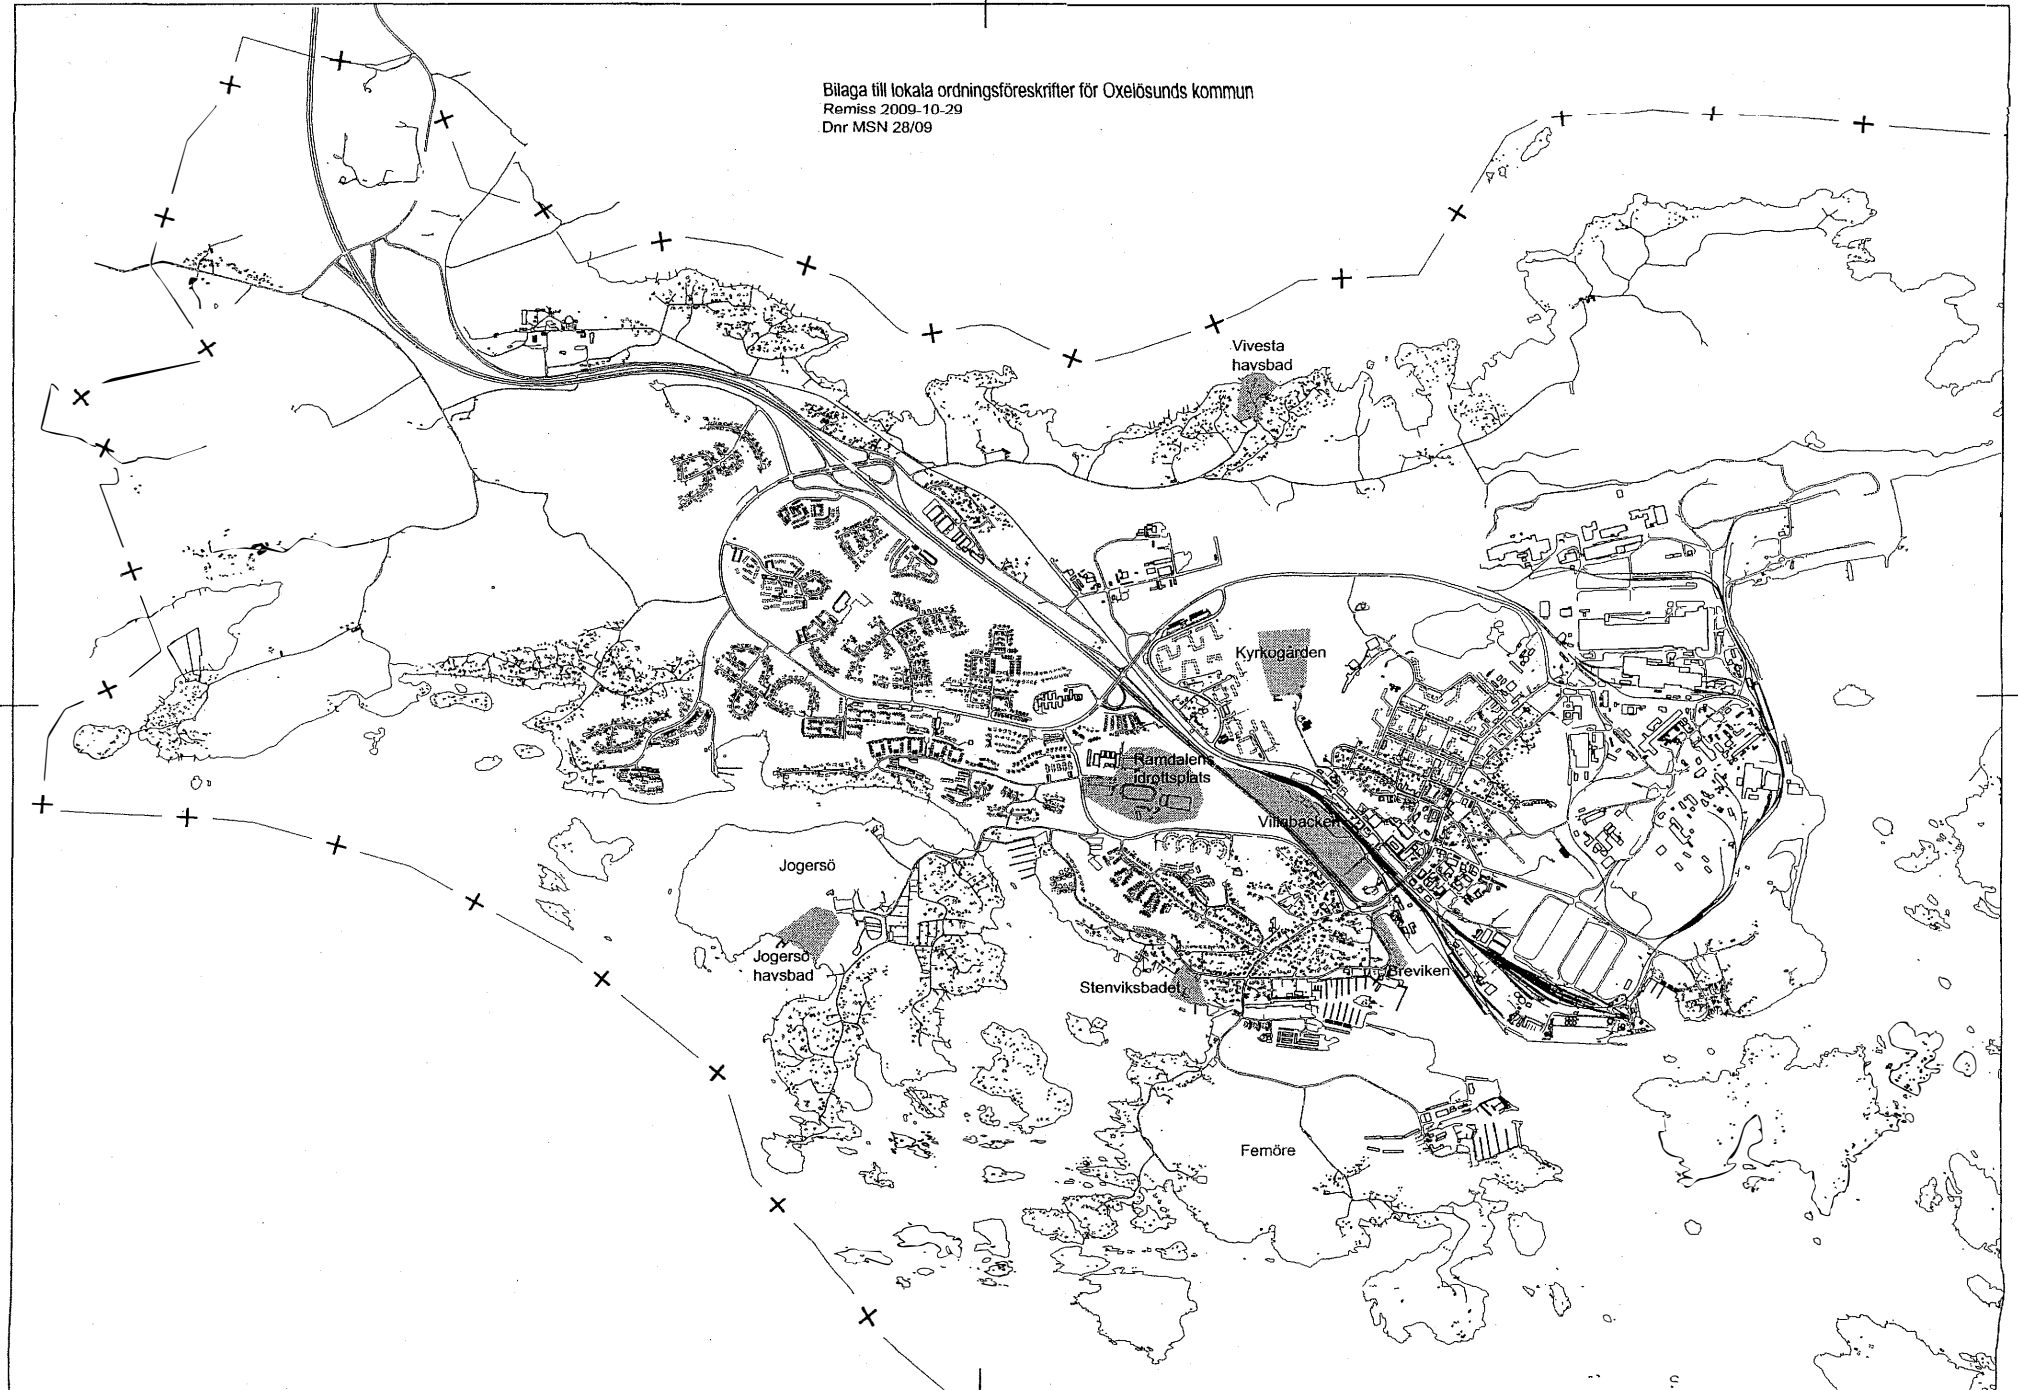 Bilaga till lokala ordningsföreskrifter för Oxelösunds kommun
Remiss 2009-10-29
Dnr MSN 28/09
Vivesta
havsbad
Kyrkogården
Ramdalens
idrottsplats
Villabacken
Jogersö
Jogersö
havsbad
Stenviksbadet
Breviken
Femöre